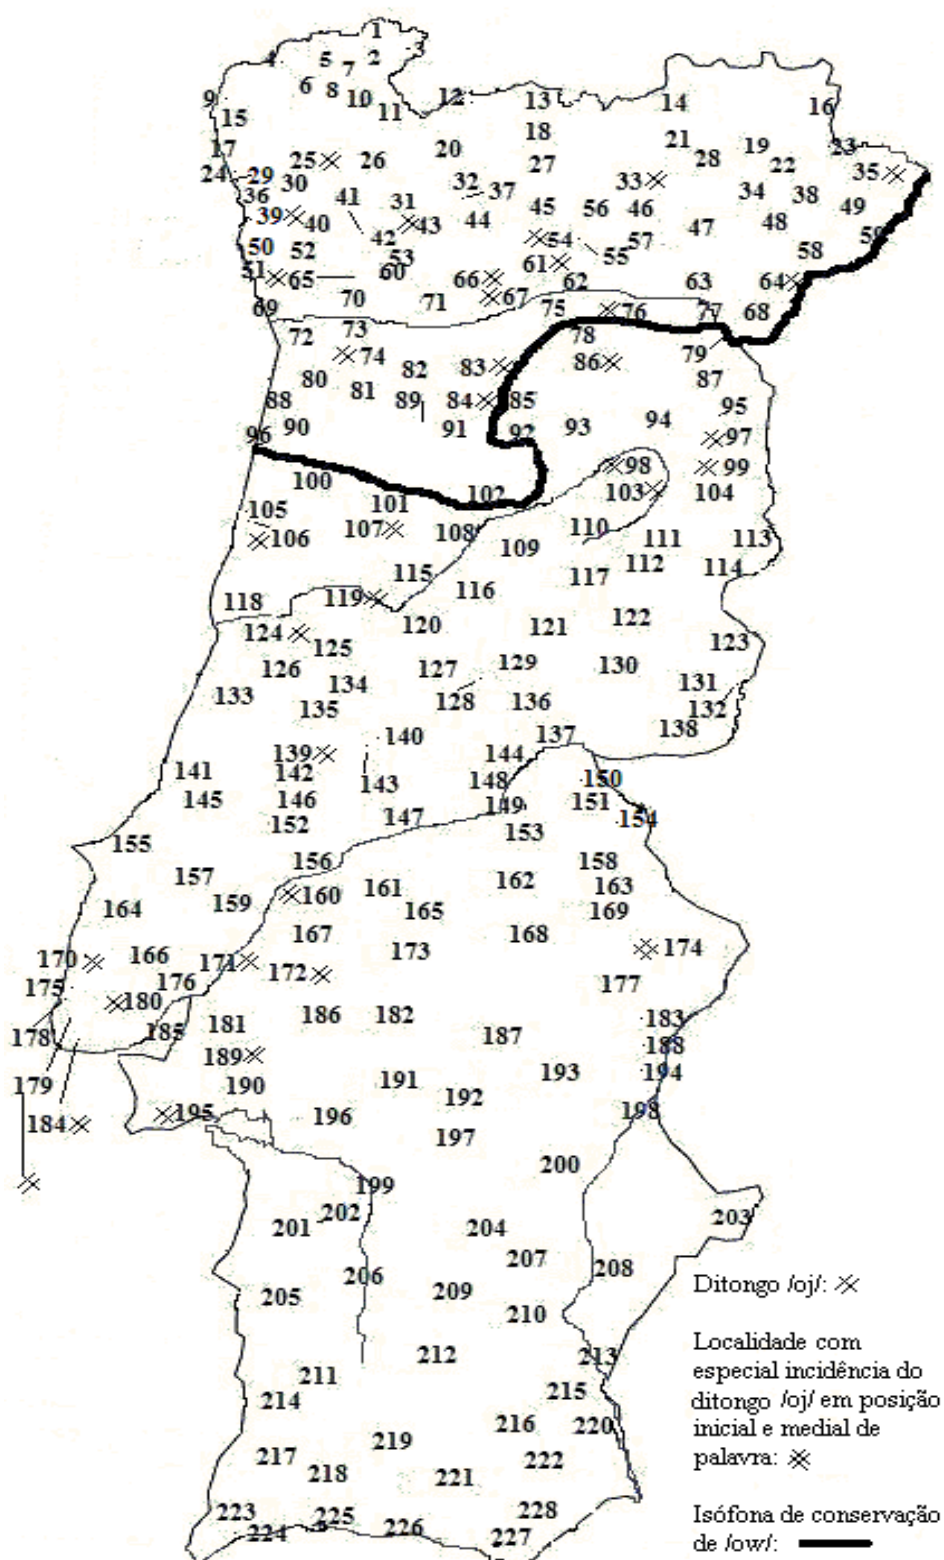 1
2 3
4 5 7
6 8
9 10 12 13 14 16
15 11
18
17 20 21 19 23
25 26 27 28 22
24 29 30 32 33 35
36 41 31 37 34 38
39 40 43 44 45 56 46 47 48 49
42 54 57 59
50 52 53 55 58
51 65 60 66 61 62 63 64
69 70 71 67 75 76 77 68
72 73 78
74 82 83 86 79
80 81 87
88 89 84 85 95
96 90 91 92 93 94 97
98 99
100 102 103 104
105 101
106 107 108 109 110 111 113
115 116 117 112 114
118 119
124 125 120 121 122 123
126 127 129 130
133 134 128 136 131
135 132
139 140 137 138
141 142 143 144 148 150
145 146 147 149 151
152 153 154
155 156 158
157 160 161 162 163
164 159 165 169
166 167 173 168 174
170 171 172
175 176 177
178 180 186 182
185 181 187 183
189 188
179 190 191 193 194
184 195 196 192 198
197
199 200
201 202 204 203
206 207 208
205 209
210
212 213
211 215
214 216 220
217 219 222
218 221
223 225 228
224 226 227
Ditongo /oj/:
Localidade com
especial incidência do
ditongo /oj/ em posição
inicial e medial de
palavra:
Isófona de conservação
de /ow/: